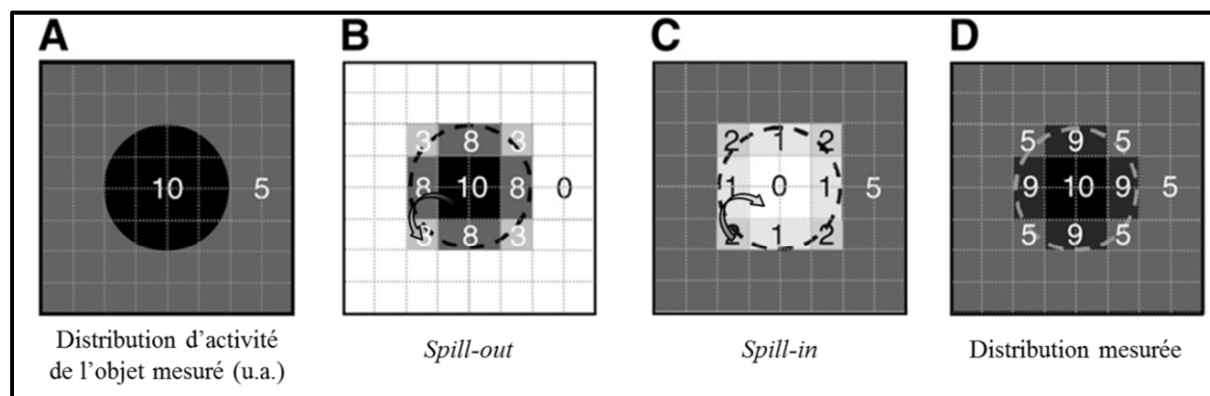 A B C D
3 8 3 2 1 2 5 9 5
10 5 8 10 8 0 1 0 1 5 9 10 9 5
3 8 3 2 1 2 5 9 5
Distribution d’activité
de l’objet mesuré (u.a.)
Spill-out
Spill-in
Distribution mesurée